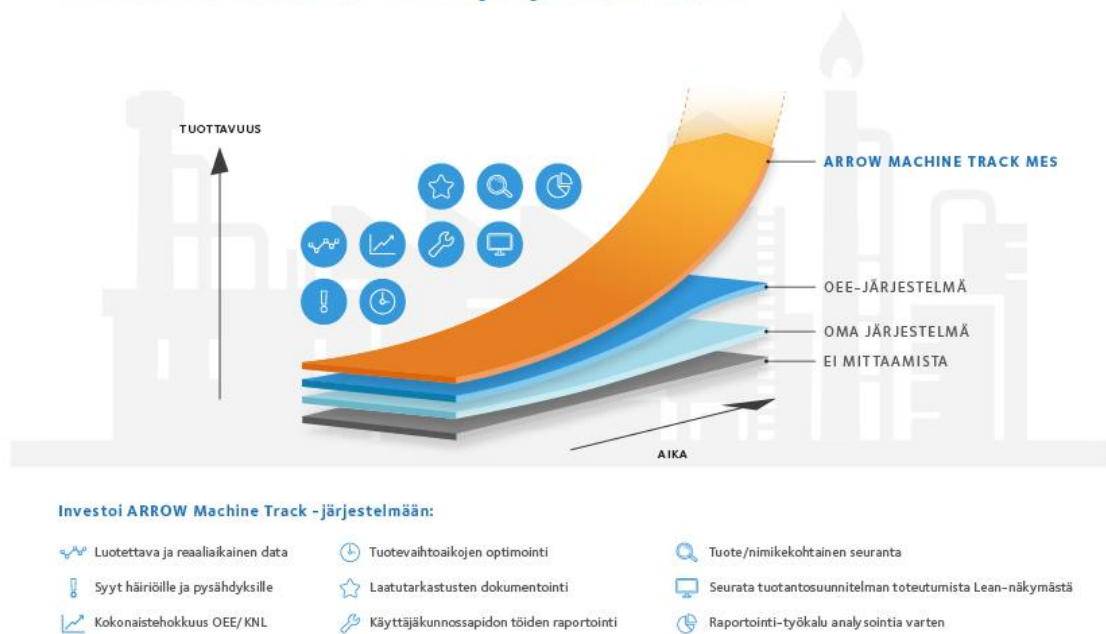 TUOTTAVUUS
ARROW MACHINE TRACK MES
OEE-JÄRJESTELMÄ
OMA JÄRJESTELMÄ
EI MITTAAMISTA
AIKA
Investoi ARROW Machine Track -järjestelmään:
Luotettava ja reaaliaikainen data
Tuotevaihtoaikojen optimointi
Tuote/nimikekohtainen seuranta
Syyt häiriöille ja pysähdyksille
Laatutarkastusten dokumentointi
Seurata tuotantosuunnitelman toteutumista Lean-näkymästä
Kokonaistehokkuus OEE/KNL
Käyttäjäkunnossapidon töiden raportointi
Raportointi-työkalu analysointia varten